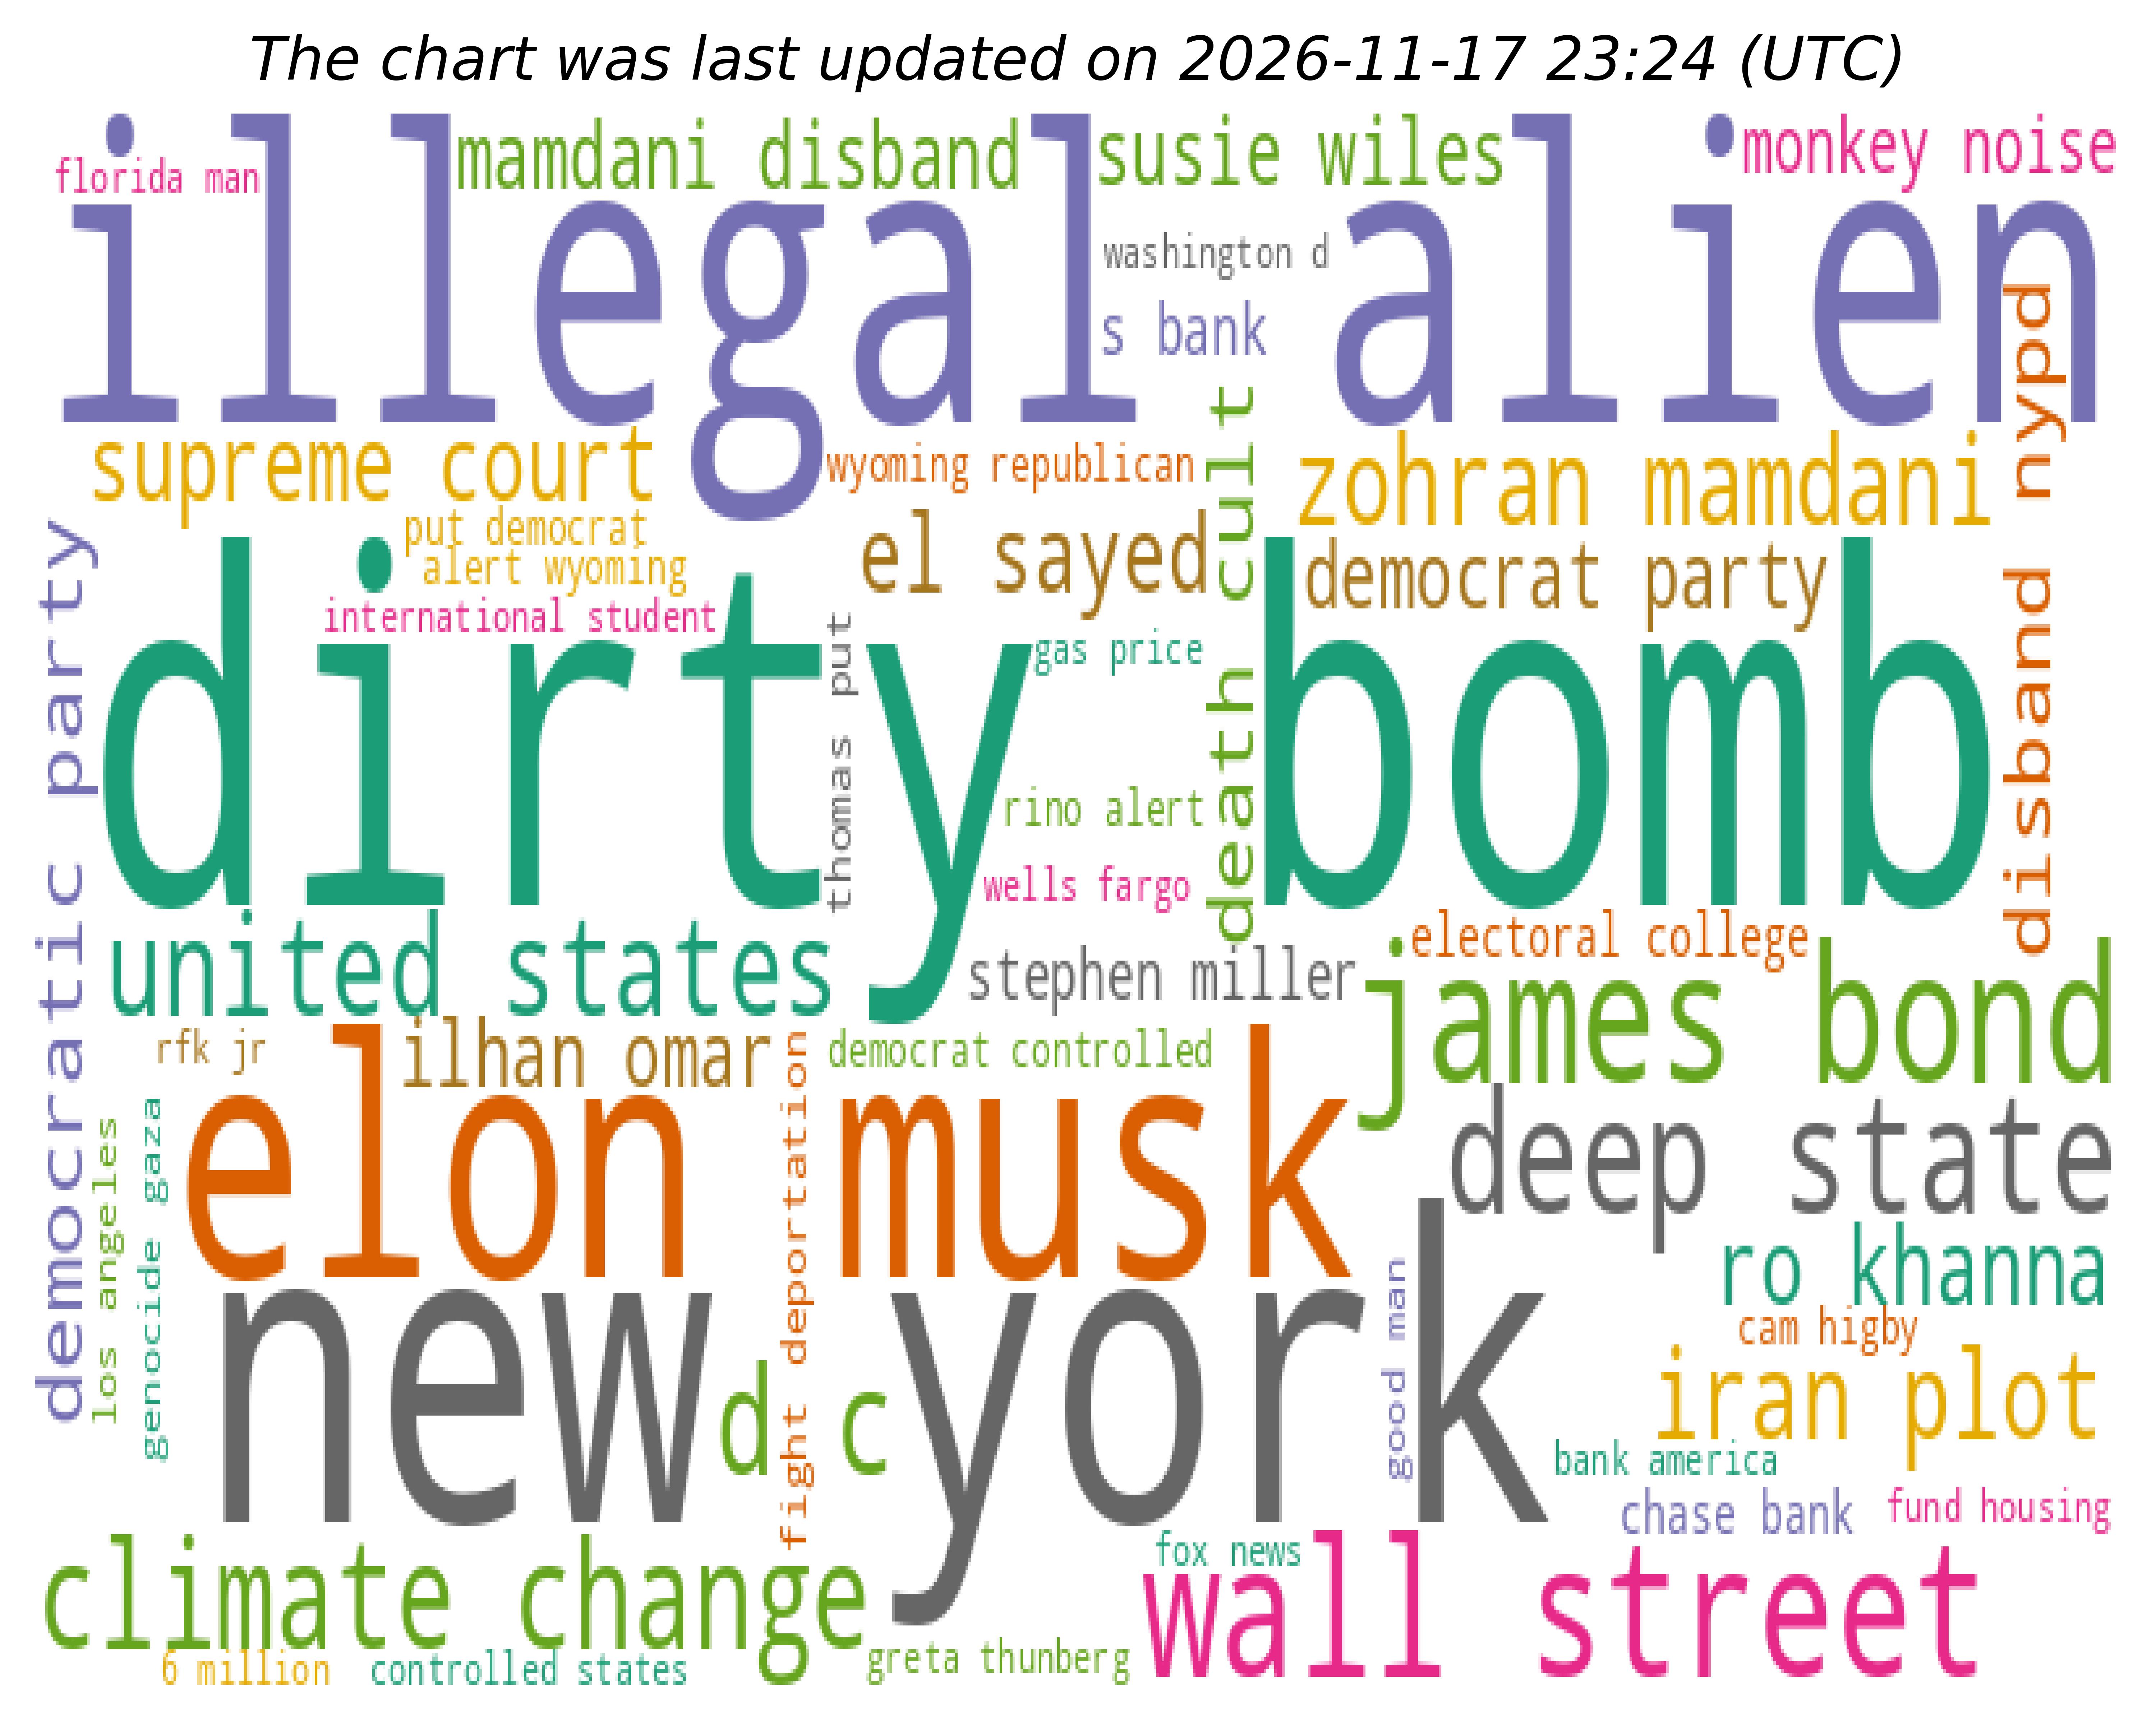 The chart was last updated on 2026-11-17 23:24 (UTC)
illegal alien
florida man
mamdani disband
susie wiles
monkey noise
washington d
s bank
supreme court
wyoming republican
death cult
zohran mamdani
disband nypd
democratic party
put democrat
alert wyoming
international student
el sayed
democrat party
dirty bomb
thomas put
gas price
rino alert
wells fargo
united states
stephen miller
electoral college
james bond
rfk jr
ilhan omar
fight deportation
democrat controlled
los angeles
genocide gaza
elon musk
deep state
new york
good man
ro khanna
cam higby
iran plot
d c
bank america
chase bank
fund housing
climate change
fox news
wall street
6 million
controlled states
greta thunberg